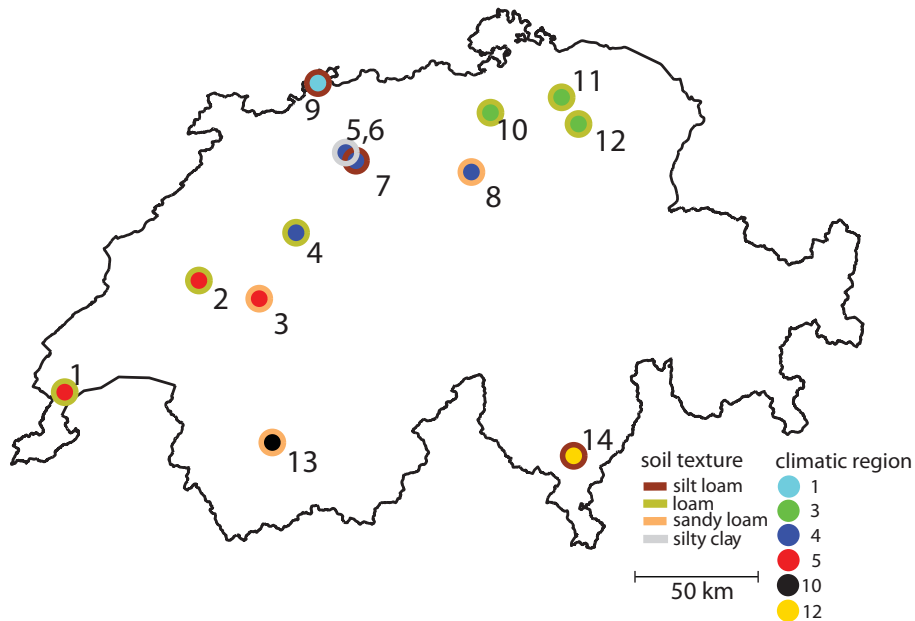 11
9
10
12
5,6
7
8
4
2
3
1
13
14
soil texture
silt loam
loam
sandy loam
silty clay
climatic region
1
3
4
5
10
12
50 km